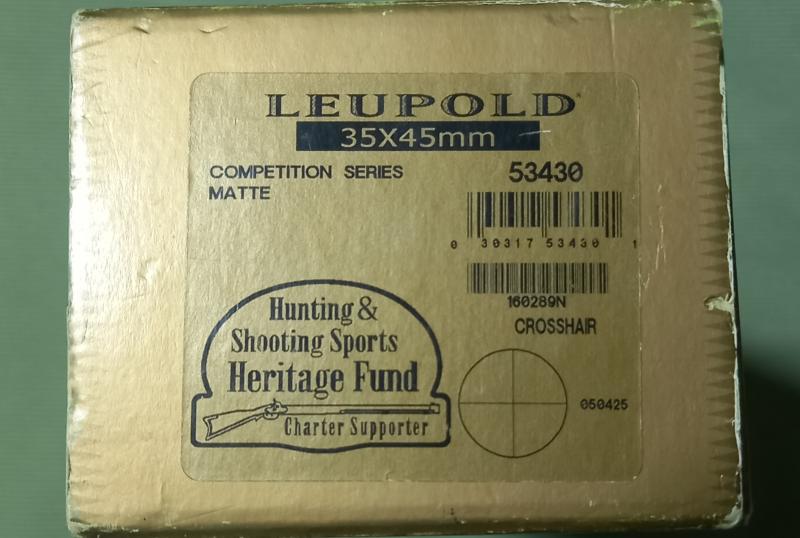 LEUPOLD
35X45mm
COMPETITION SERIES
MATTE
53430
0 30317 53430 1
160289N
CROSSHAIR
050425
Hunting &
Shooting Sports
Heritage Fund
Charter Supporter